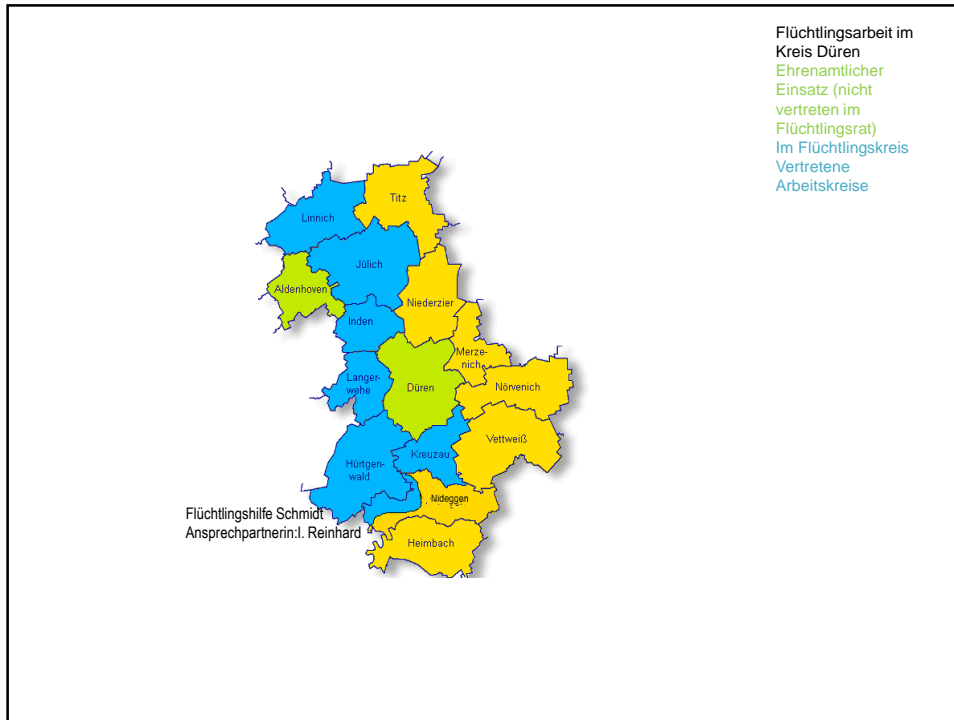 Flüchtlingsarbeit im
Kreis Düren
Ehrenamtlicher
Einsatz (nicht
vertreten im
Flüchtlingsrat)
Im Flüchtlingskreis
Vertretene
Arbeitskreise
Titz
Linnich
Jülich
Aldenhoven
Niederzier
Inden
Merze-
nich
Langer-
wehe
Düren
Nörvenich
Vettweiß
Kreuzau
Hürtgen-
wald
Nideggen
Flüchtlingshilfe Schmidt
Ansprechpartnerin:I. Reinhard
Heimbach